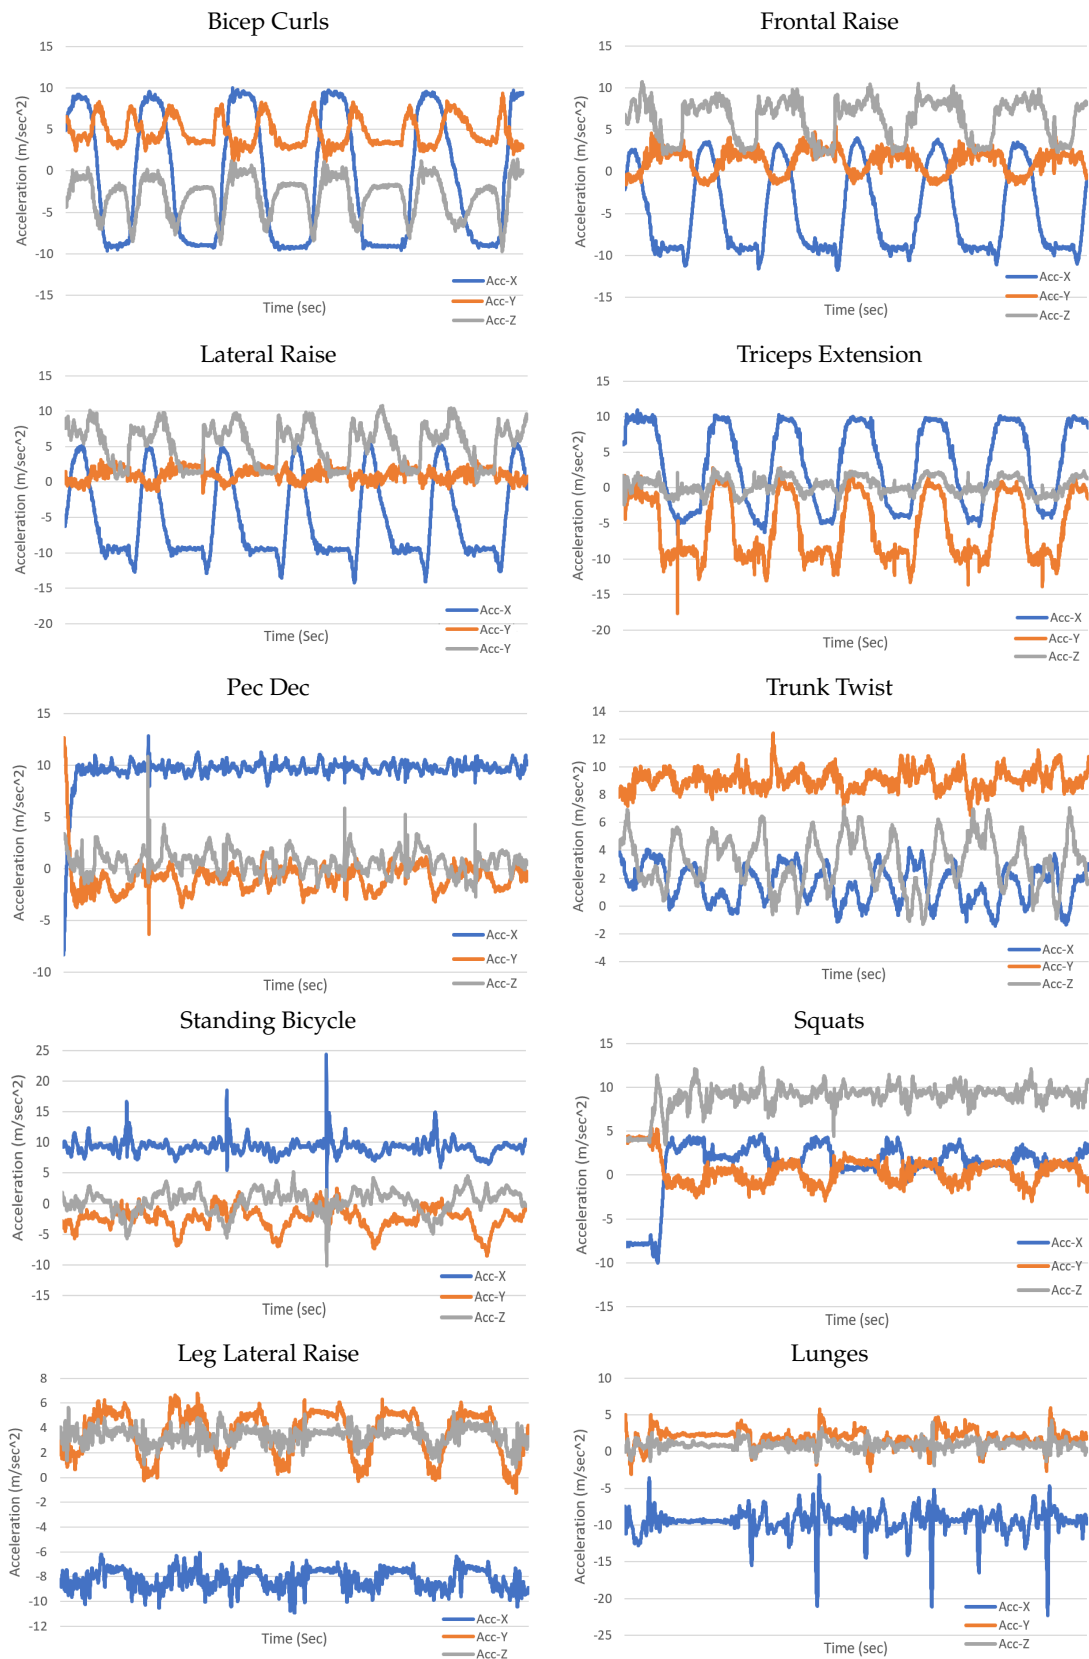 Bicep Curls
15
10
5
0
-5
-10
-15
Acceleration (m/sec^2)
Time (sec)
Acc-X
Acc-Y
Acc-Z
Frontal Raise
15
10
5
0
-5
-10
-15
Acceleration (m/sec^2)
Time (sec)
Acc-X
Acc-Y
Acc-Z
Lateral Raise
15
10
5
0
-5
-10
-15
-20
Acceleration (m/sec^2)
Time (Sec)
Acc-X
Acc-Y
Acc-Y
Triceps Extension
15
10
5
0
-5
-10
-15
-20
Acceleration (m/sec^2)
Time (Sec)
Acc-X
Acc-Y
Acc-Z
Pec Dec
15
10
5
0
-5
-10
Acceleration (m/sec^2)
Time (sec)
Acc-X
Acc-Y
Acc-Z
Trunk Twist
14
12
10
8
6
4
2
0
-2
-4
Acceleration (m/sec^2)
Time (sec)
Acc-X
Acc-Y
Acc-Z
Standing Bicycle
25
20
15
10
5
0
-5
-10
-15
Acceleration (m/sec^2)
Time (sec)
Acc-X
Acc-Y
Acc-Z
Squats
15
10
5
0
-5
-10
-15
Acceleration (m/sec^2)
Time (sec)
Acc-X
Acc-Y
Acc-Z
Leg Lateral Raise
8
6
4
2
0
-2
-4
-6
-8
-10
-12
Acceleration (m/sec^2)
Time (Sec)
Acc-X
Acc-Y
Acc-Z
Lunges
10
5
0
-5
-10
-15
-20
-25
Acceleration (m/sec^2)
Time (sec)
Acc-X
Acc-Y
Acc-Z